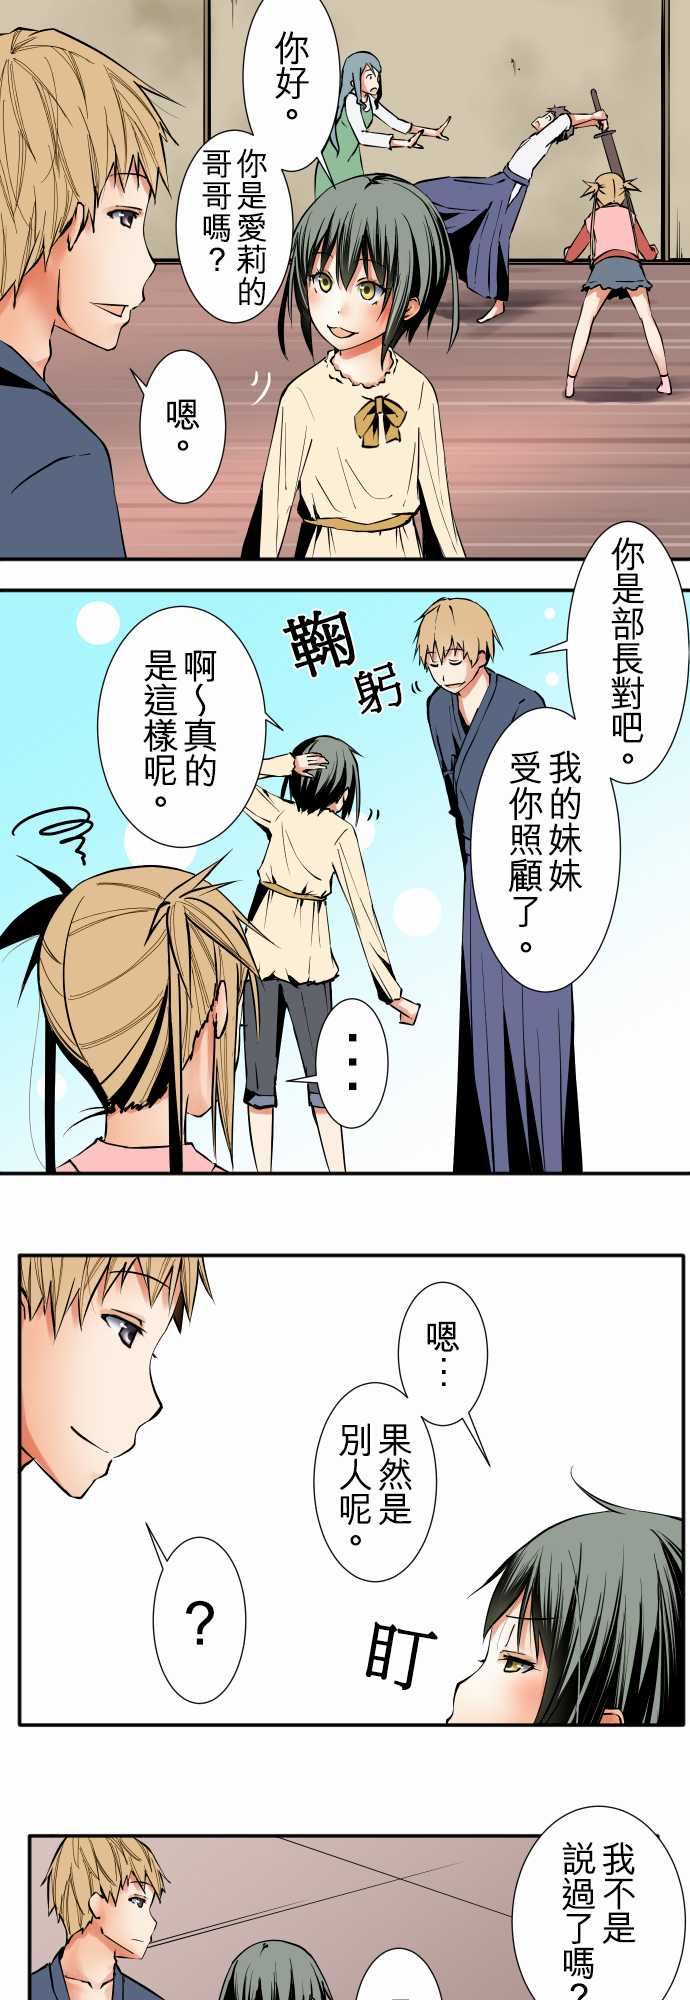 你好。
你是愛莉的
哥哥嗎？
嗯。
你是部長對吧。
我的妹妹
受你照顧了。
鞠躬
啊～真的
是這樣呢。
…
嗯…
果然是
別人呢。
盯
？
我不是
說過了嗎？